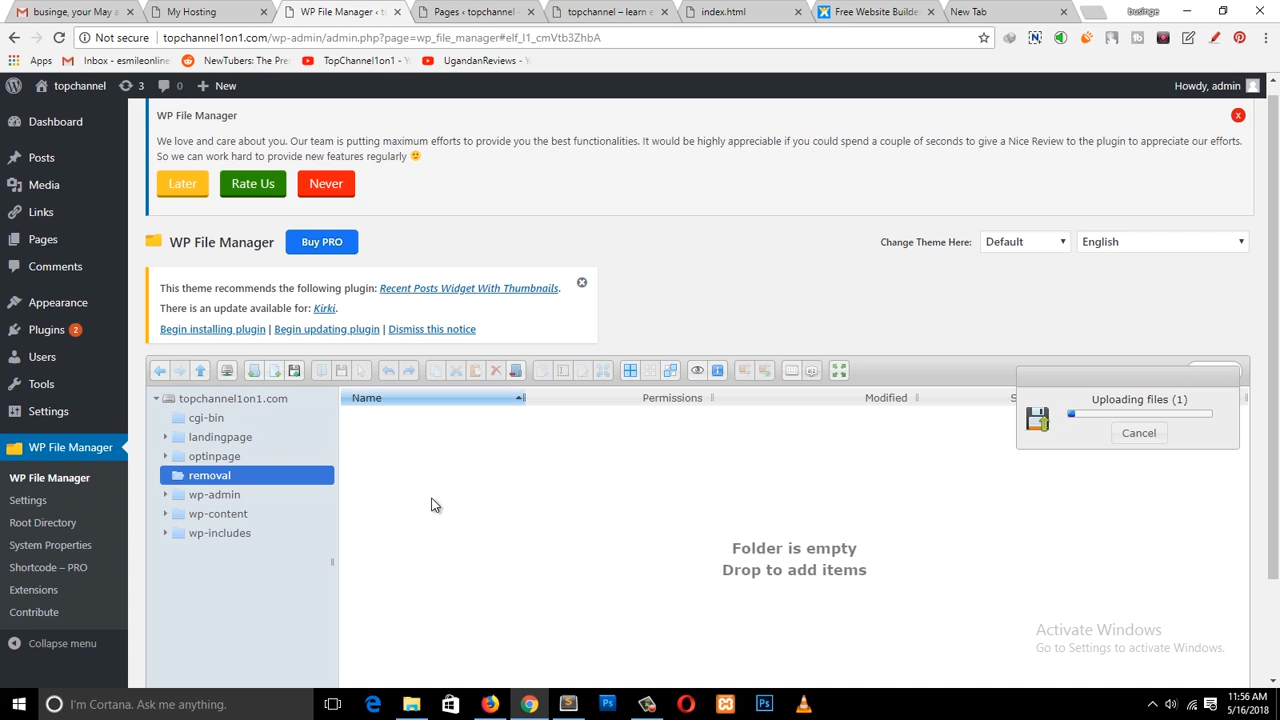 businge, your May a
My Hosting
WP File Manager ‹ t
Pages ‹ topchannel -
topchannel – learn e
index.html
Free Website Builde
New Tab
businge
Not secure
topchannel1on1.com/wp-admin/admin.php?page=wp_file_manager#elf_l1_cmVtb3ZhbA
Apps
Inbox - esmileonline
NewTubers: The Pre
TopChannel1on1 - Y
UgandanReviews - Y
topchannel
3
0
New
Howdy, admin
Dashboard
Posts
Media
Links
Pages
Comments
Appearance
Plugins 2
Users
Tools
Settings
WP File Manager
WP File Manager
Settings
Root Directory
System Properties
Shortcode – PRO
Extensions
Contribute
Collapse menu
WP File Manager
X
We love and care about you. Our team is putting maximum efforts to provide you the best functionalities. It would be highly appreciable if you could spend a couple of seconds to give a Nice Review to the plugin to appreciate our efforts.
So we can work hard to provide new features regularly
Later
Rate Us
Never
WP File Manager
Buy PRO
Change Theme Here:
Default
English
This theme recommends the following plugin: Recent Posts Widget With Thumbnails.
There is an update available for: Kirki.
Begin installing plugin | Begin updating plugin | Dismiss this notice
topchannel1on1.com
cgi-bin
landingpage
optinpage
removal
wp-admin
wp-content
wp-includes
Name
Permissions
Modified
S
Uploading files (1)
Cancel
Folder is empty
Drop to add items
Activate Windows
Go to Settings to activate Windows.
I'm Cortana. Ask me anything.
11:56 AM
5/16/2018